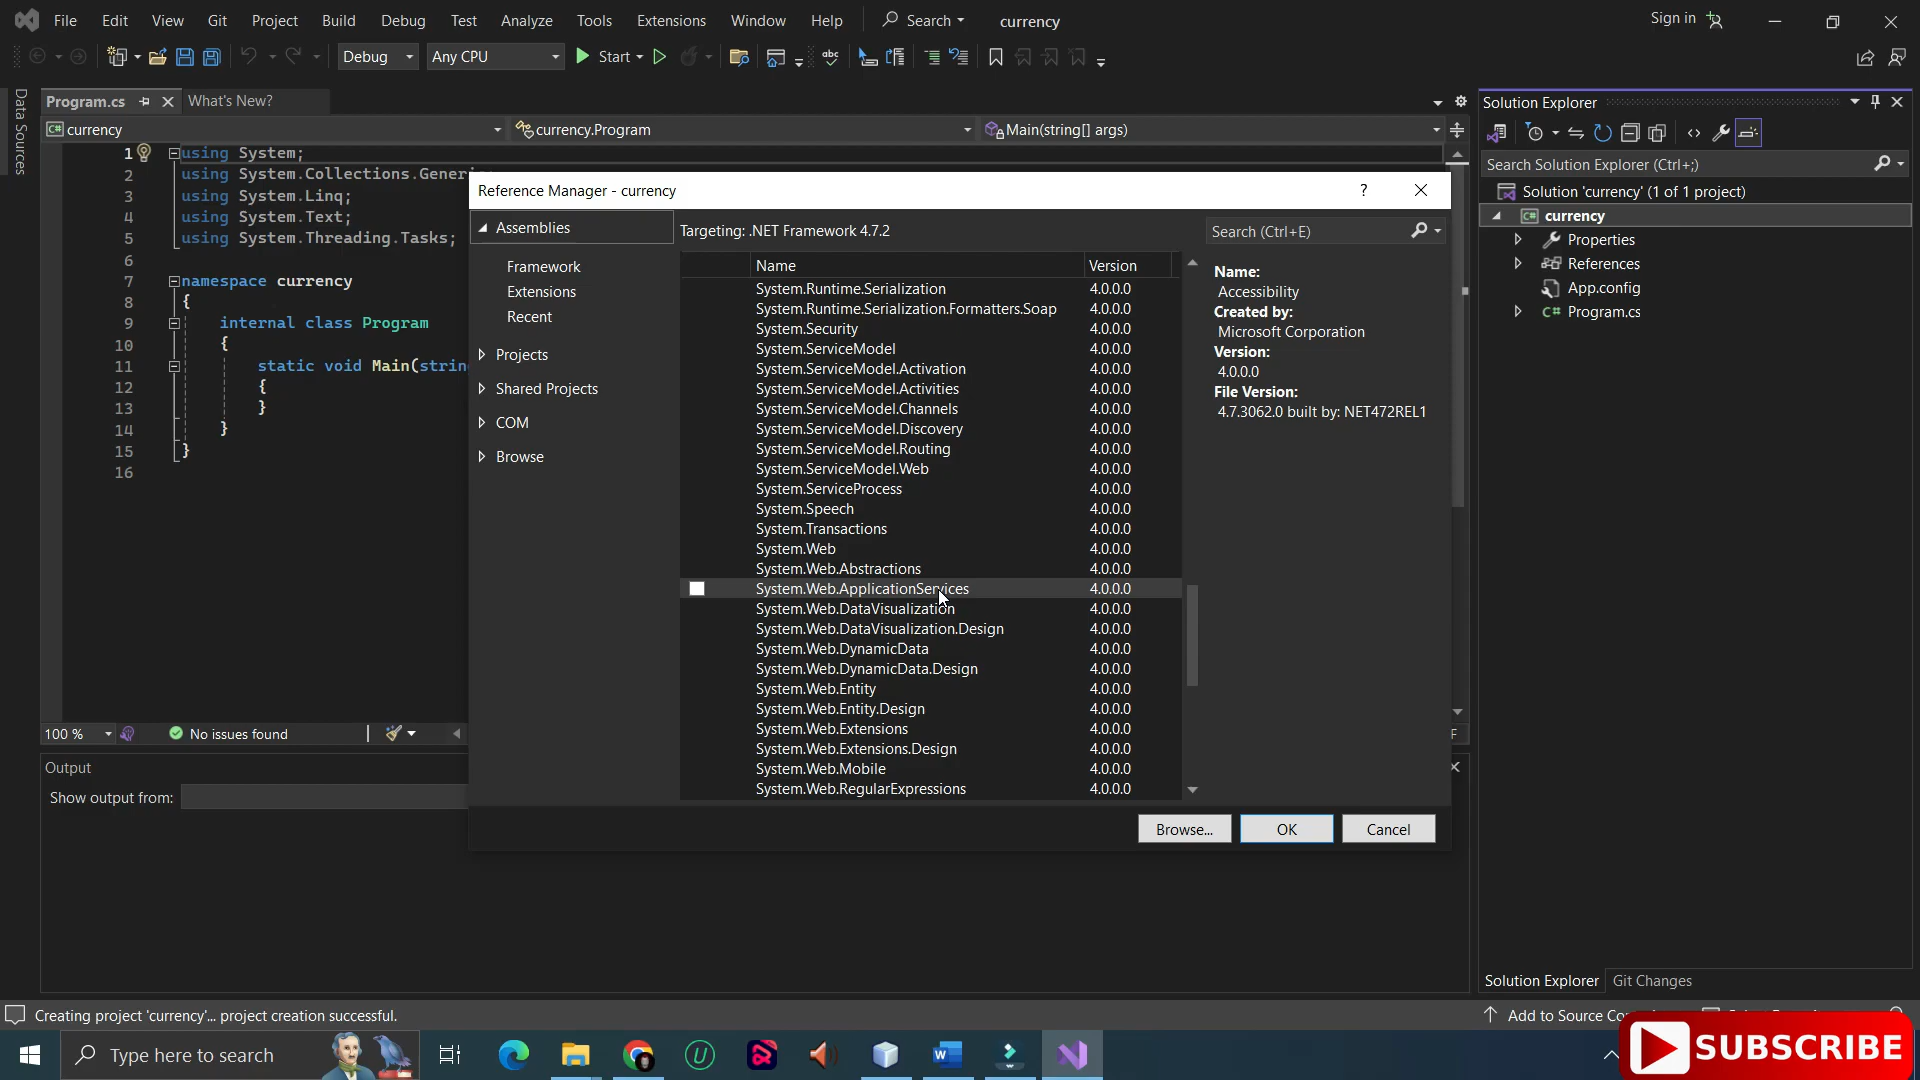 File Edit View Git Project Build Debug Test Analyze Tools Extensions Window Help Search currency Sign in
Debug Any CPU Start
Data Sources
Program.cs What's New?
currency currency.Program Main(string[] args)
1 using System;
2 using System.Collections.Generic
3 using System.Linq;
4 using System.Text;
5 using System.Threading.Tasks;
6
7 namespace currency
8 {
9 internal class Program
10 {
11 static void Main(string
12 {
13 }
14 }
15 }
16
100 % No issues found
Output
Show output from:
Reference Manager - currency
Assemblies
Framework
Extensions
Recent
Projects
Shared Projects
COM
Browse
Targeting: .NET Framework 4.7.2
Search (Ctrl+E)
Name Version
System.Runtime.Serialization 4.0.0.0
System.Runtime.Serialization.Formatters.Soap 4.0.0.0
System.Security 4.0.0.0
System.ServiceModel 4.0.0.0
System.ServiceModel.Activation 4.0.0.0
System.ServiceModel.Activities 4.0.0.0
System.ServiceModel.Channels 4.0.0.0
System.ServiceModel.Discovery 4.0.0.0
System.ServiceModel.Routing 4.0.0.0
System.ServiceModel.Web 4.0.0.0
System.ServiceProcess 4.0.0.0
System.Speech 4.0.0.0
System.Transactions 4.0.0.0
System.Web 4.0.0.0
System.Web.Abstractions 4.0.0.0
System.Web.ApplicationServices 4.0.0.0
System.Web.DataVisualization 4.0.0.0
System.Web.DataVisualization.Design 4.0.0.0
System.Web.DynamicData 4.0.0.0
System.Web.DynamicData.Design 4.0.0.0
System.Web.Entity 4.0.0.0
System.Web.Entity.Design 4.0.0.0
System.Web.Extensions 4.0.0.0
System.Web.Extensions.Design 4.0.0.0
System.Web.Mobile 4.0.0.0
System.Web.RegularExpressions 4.0.0.0
Name:
Accessibility
Created by:
Microsoft Corporation
Version:
4.0.0.0
File Version:
4.7.3062.0 built by: NET472REL1
Browse... OK Cancel
Solution Explorer
Search Solution Explorer (Ctrl+;)
Solution 'currency' (1 of 1 project)
currency
Properties
References
App.config
Program.cs
Solution Explorer Git Changes
Creating project 'currency'... project creation successful.
Add to Source Co
Type here to search
SUBSCRIBE